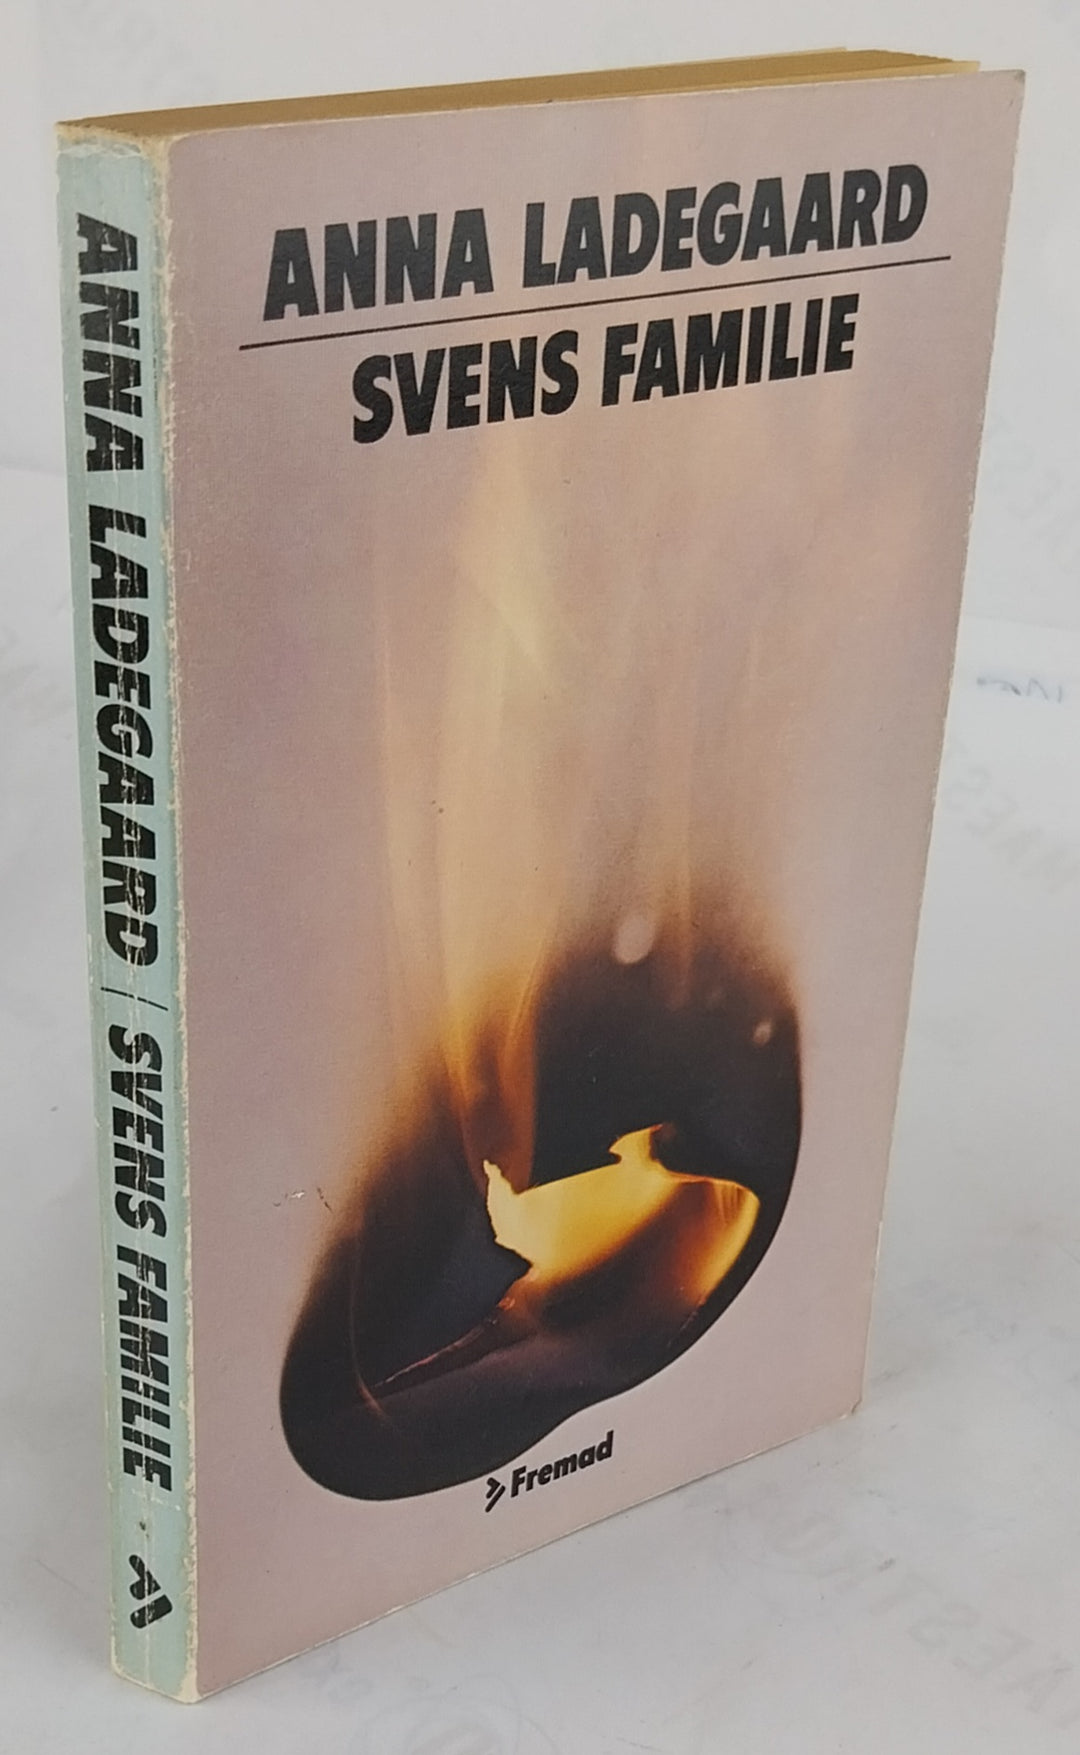 ANNA LADEGAARD
SVENS FAMILIE
Fremad
ANNA LADEGAARD / SVENS FAMILIE